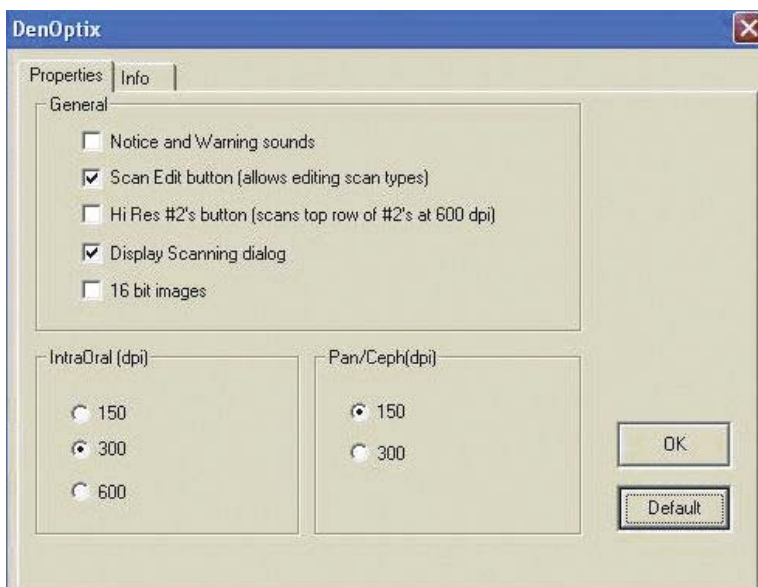 DenOptix
Properties Info
General
Notice and Warning sounds
Scan Edit button (allows editing scan types)
Hi Res #2's button (scans top row of #2's at 600 dpi)
Display Scanning dialog
16 bit images
IntraOral (dpi)
150
300
600
Pan/Ceph(dpi)
150
300
OK
Default